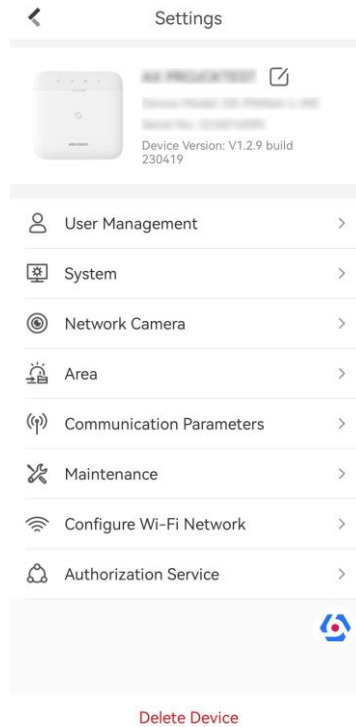 Settings
Device Version: V1.2.9 build
230419
User Management
System
Network Camera
Area
Communication Parameters
Maintenance
Configure Wi-Fi Network
Authorization Service
Delete Device